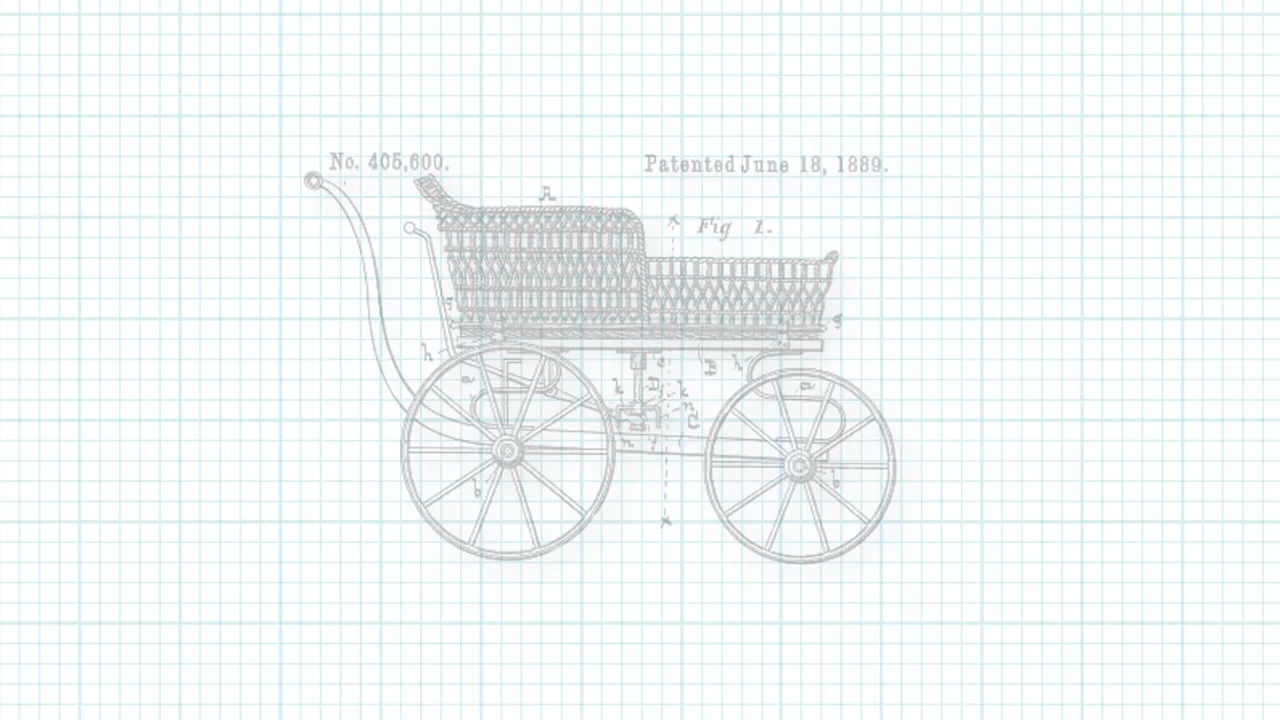 No. 405,600.
Patented June 18, 1889.
A
Fig 1.
g
g
h
E
a
c
B
h
a
k
D
k
n
C
n
b
b